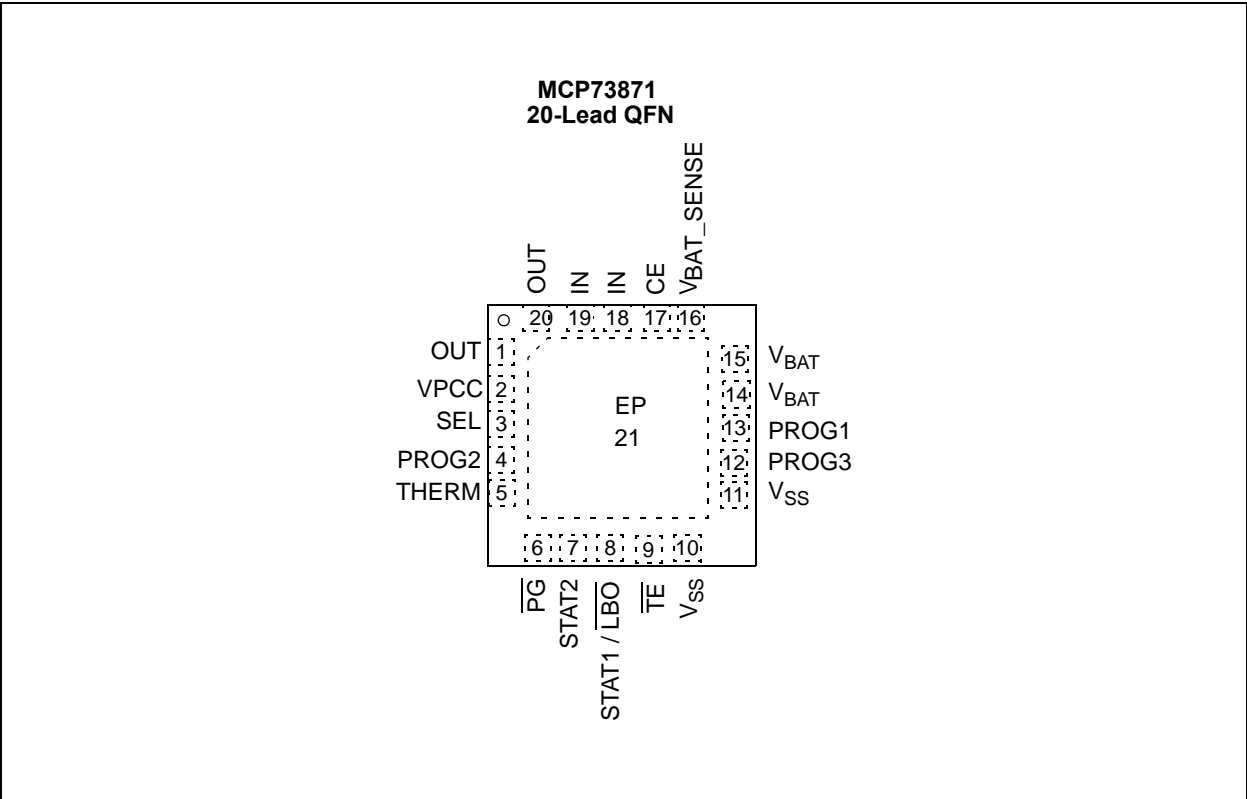 MCP73871
20-Lead QFN
OUT
IN
IN
CE
VBAT_SENSE
20
19
18
17
16
OUT 1
VPCC 2
SEL 3
PROG2 4
THERM 5
EP
21
15 VBAT
14 VBAT
13 PROG1
12 PROG3
11 VSS
6
7
8
9
10
PG
STAT2
STAT1 / LBO
TE
VSS